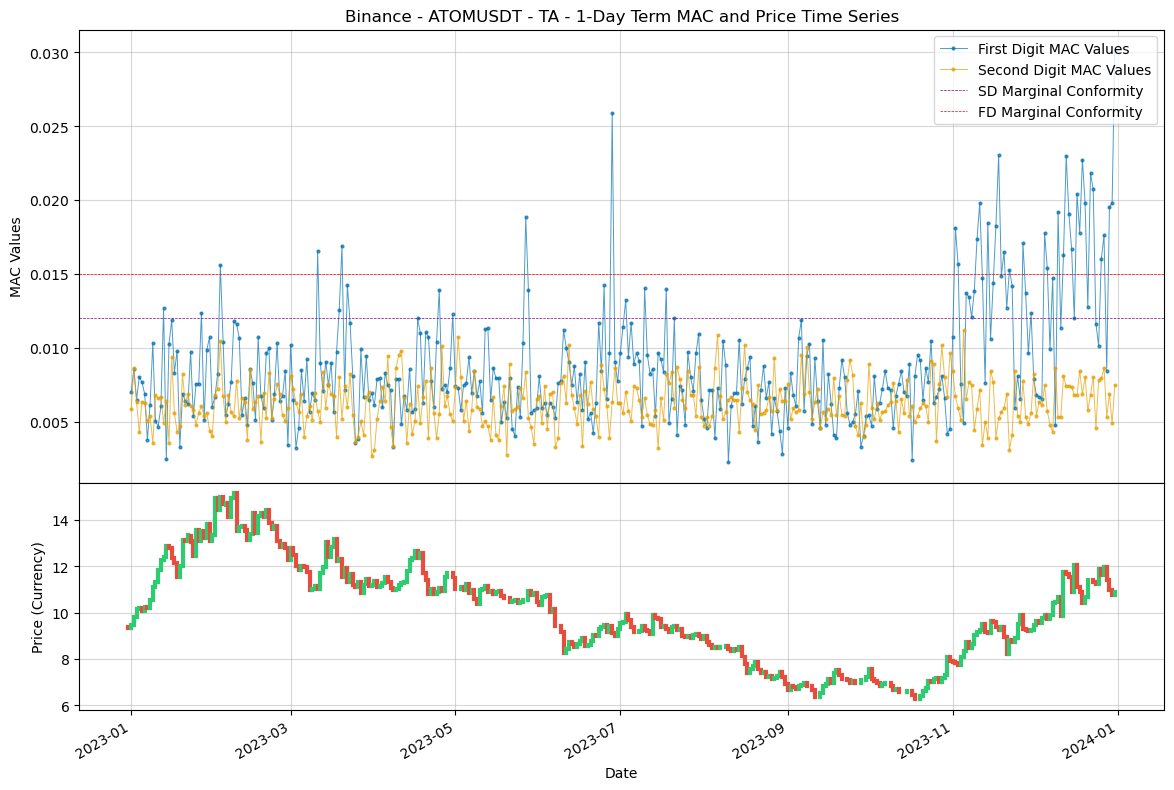 Binance - ATOMUSDT - TA - 1-Day Term MAC and Price Time Series
First Digit MAC Values
Second Digit MAC Values
SD Marginal Conformity
FD Marginal Conformity
MAC Values
0.030
0.025
0.020
0.015
0.010
0.005
Price (Currency)
14
12
10
8
6
2023-01
2023-03
2023-05
2023-07
2023-09
2023-11
2024-01
Date